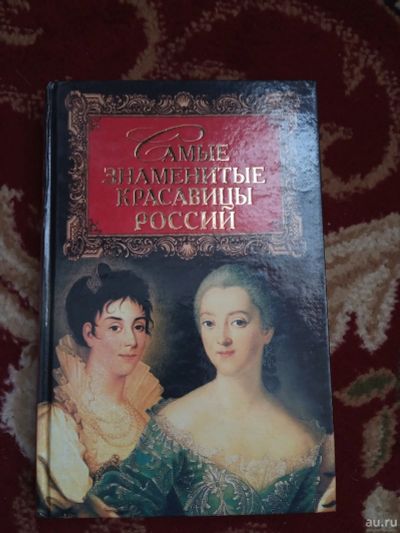 Самые
знаменитые
красавицы
России
au.ru